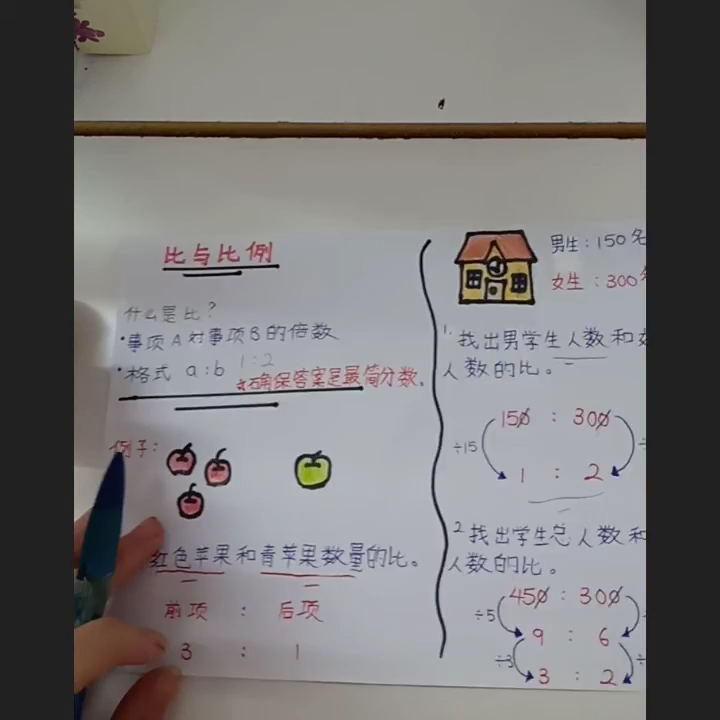 比与比例
什么是比？
·事项A对事项B的倍数
·格式 a:b 1:2
☆确保答案是最简分数。
例子：
红色苹果和青苹果数量的比。
前项 : 后项
3 : 1
男生：150名
女生：300
1. 找出男学生人数和
人数的比。
150 : 300
÷15
1 : 2
2 找出学生总人数和
人数的比。
450 : 300
÷5
9 : 6
÷3
3 : 2